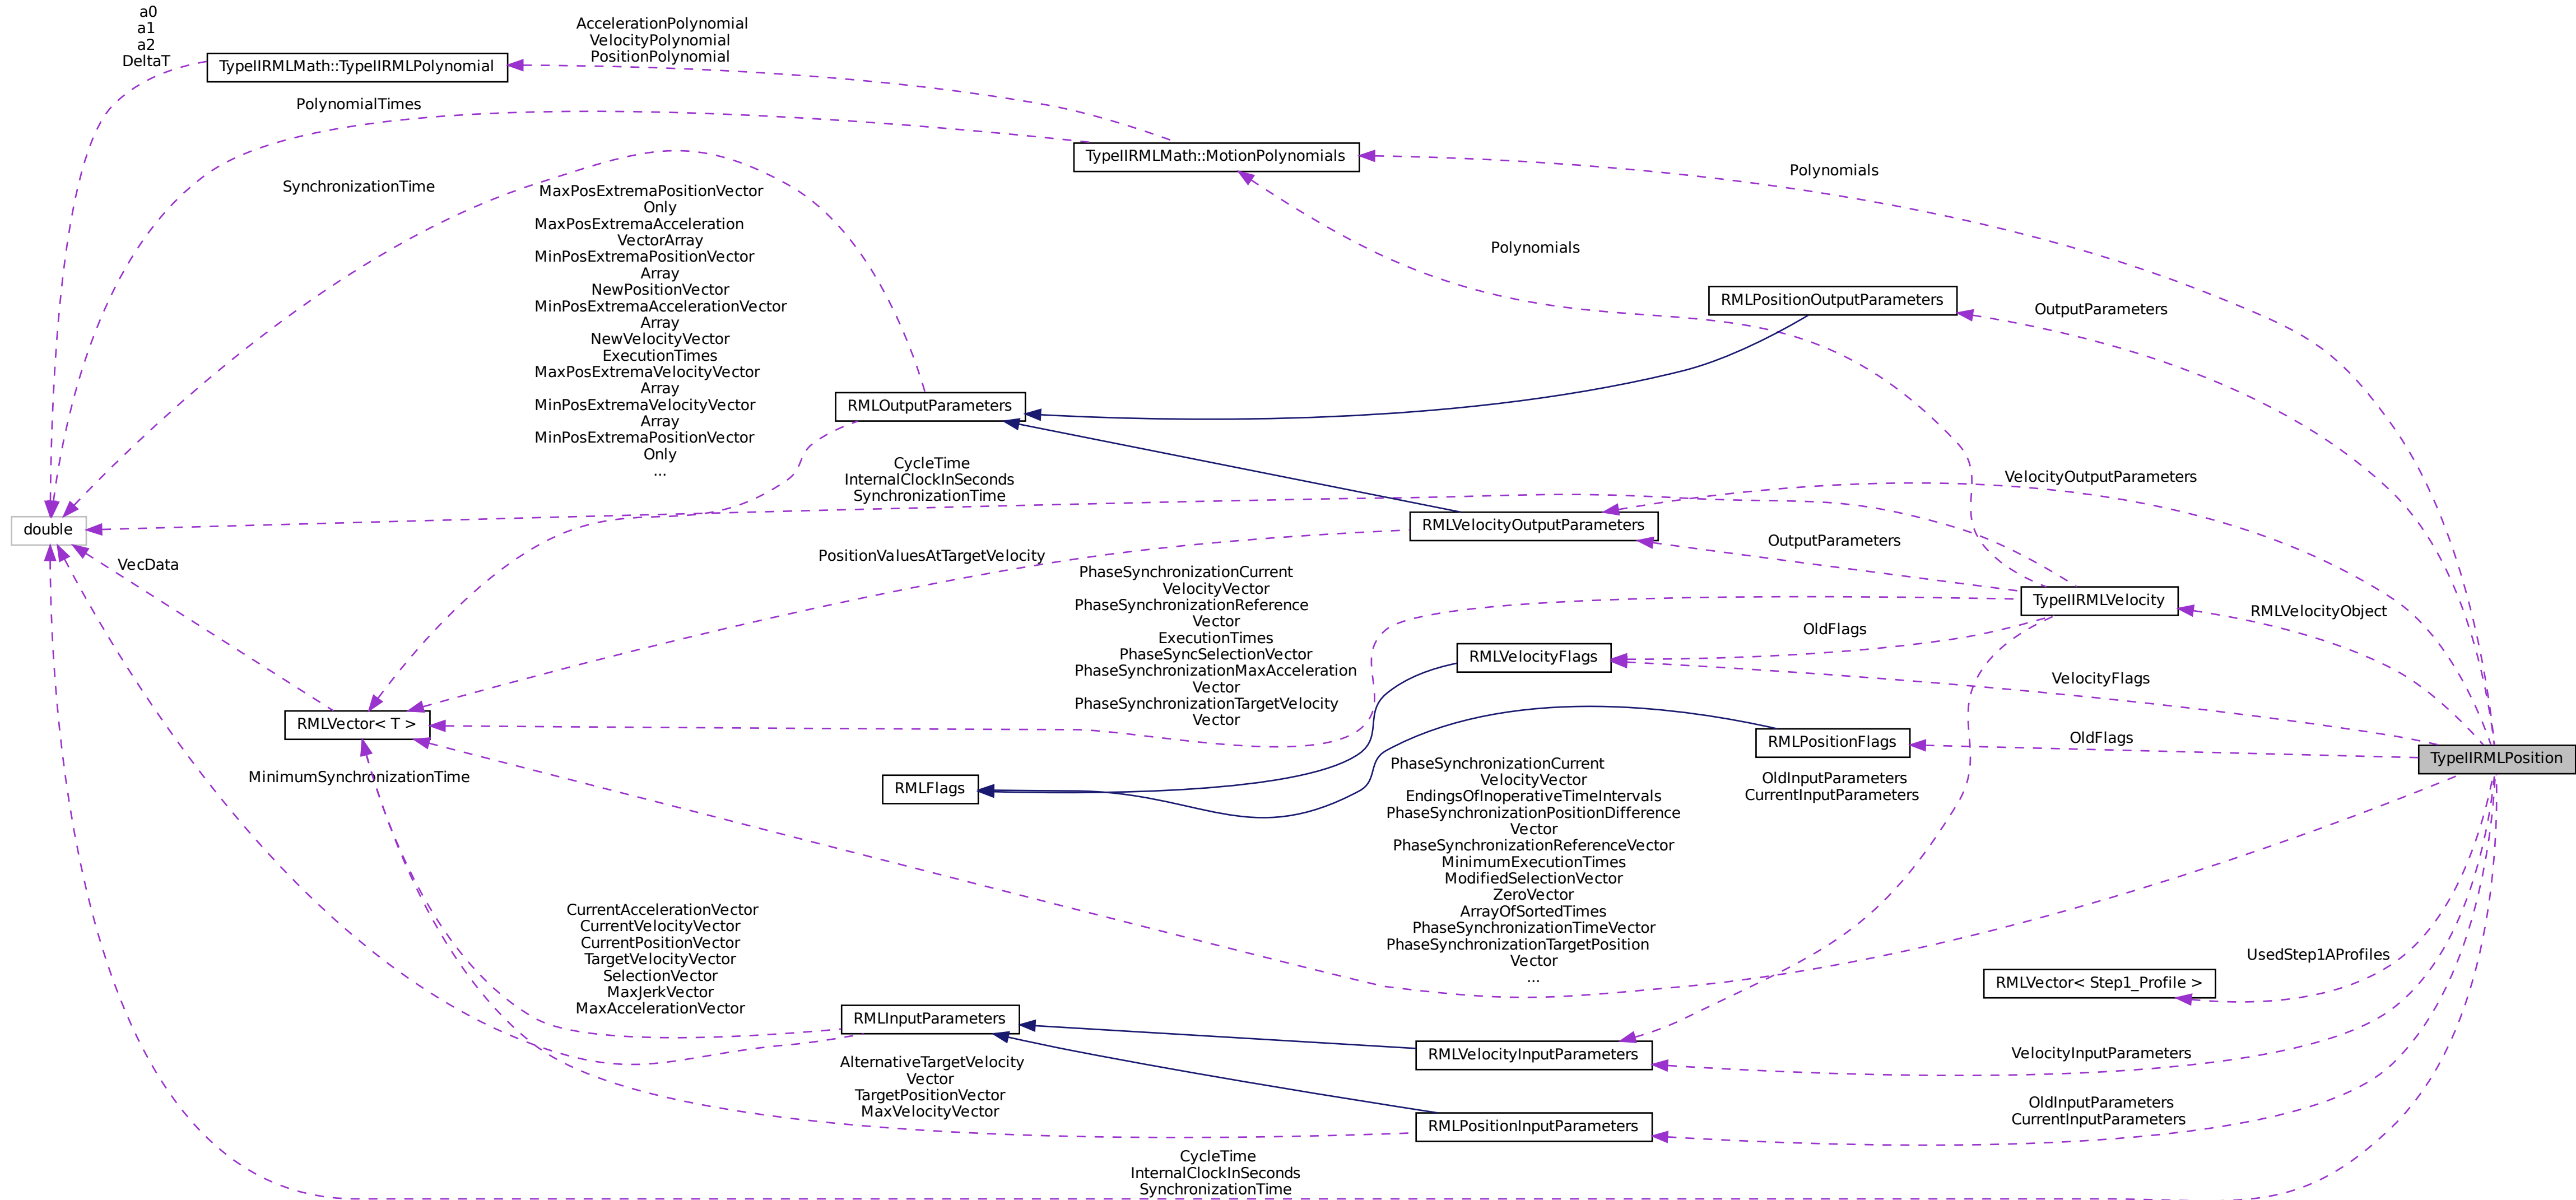 a0
a1
a2
DeltaT
TypeIIRMLMath::TypeIIRMLPolynomial
AccelerationPolynomial
VelocityPolynomial
PositionPolynomial
PolynomialTimes
TypeIIRMLMath::MotionPolynomials
Polynomials
SynchronizationTime
MaxPosExtremaPositionVector
Only
MaxPosExtremaAcceleration
VectorArray
MinPosExtremaPositionVector
Array
NewPositionVector
MinPosExtremaAccelerationVector
Array
NewVelocityVector
ExecutionTimes
MaxPosExtremaVelocityVector
Array
MinPosExtremaVelocityVector
Array
MinPosExtremaPositionVector
Only
...
Polynomials
RMLPositionOutputParameters
OutputParameters
RMLOutputParameters
CycleTime
InternalClockInSeconds
SynchronizationTime
VelocityOutputParameters
double
RMLVelocityOutputParameters
OutputParameters
VecData
PositionValuesAtTargetVelocity
PhaseSynchronizationCurrent
VelocityVector
PhaseSynchronizationReference
Vector
ExecutionTimes
PhaseSyncSelectionVector
PhaseSynchronizationMaxAcceleration
Vector
PhaseSynchronizationTargetVelocity
Vector
TypeIIRMLVelocity
RMLVelocityObject
OldFlags
RMLVelocityFlags
VelocityFlags
RMLVector< T >
RMLPositionFlags
OldFlags
TypeIIRMLPosition
MinimumSynchronizationTime
RMLFlags
PhaseSynchronizationCurrent
VelocityVector
EndingsOfInoperativeTimeIntervals
PhaseSynchronizationPositionDifference
Vector
PhaseSynchronizationReferenceVector
MinimumExecutionTimes
ModifiedSelectionVector
ZeroVector
ArrayOfSortedTimes
PhaseSynchronizationTimeVector
PhaseSynchronizationTargetPosition
Vector
...
OldInputParameters
CurrentInputParameters
CurrentAccelerationVector
CurrentVelocityVector
CurrentPositionVector
TargetVelocityVector
SelectionVector
MaxJerkVector
MaxAccelerationVector
UsedStep1AProfiles
RMLVector< Step1_Profile >
RMLInputParameters
RMLVelocityInputParameters
VelocityInputParameters
AlternativeTargetVelocity
Vector
TargetPositionVector
MaxVelocityVector
RMLPositionInputParameters
OldInputParameters
CurrentInputParameters
CycleTime
InternalClockInSeconds
SynchronizationTime